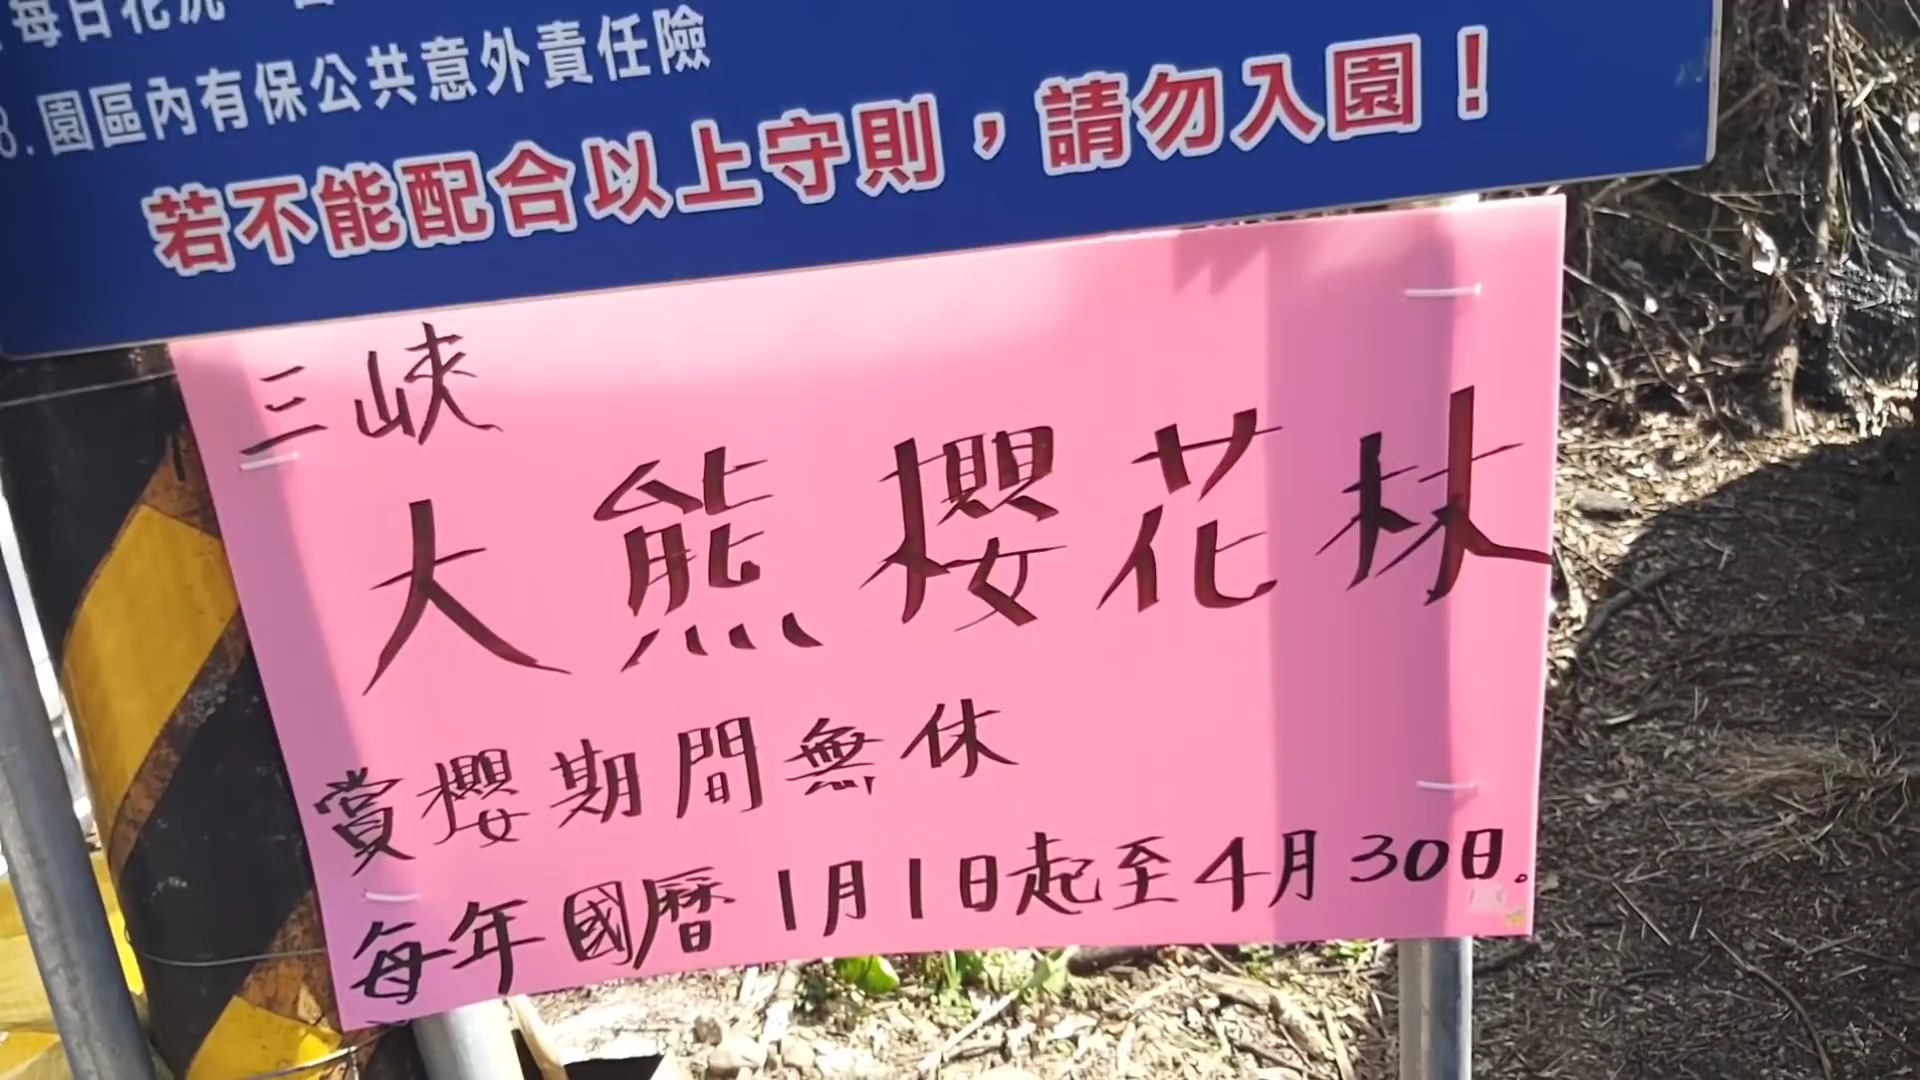 每日花況
8.園區內有保公共意外責任險
若不能配合以上守則，請勿入園！
三峽
大熊櫻花林
賞櫻期間無休
每年國曆1月1日起至4月30日。